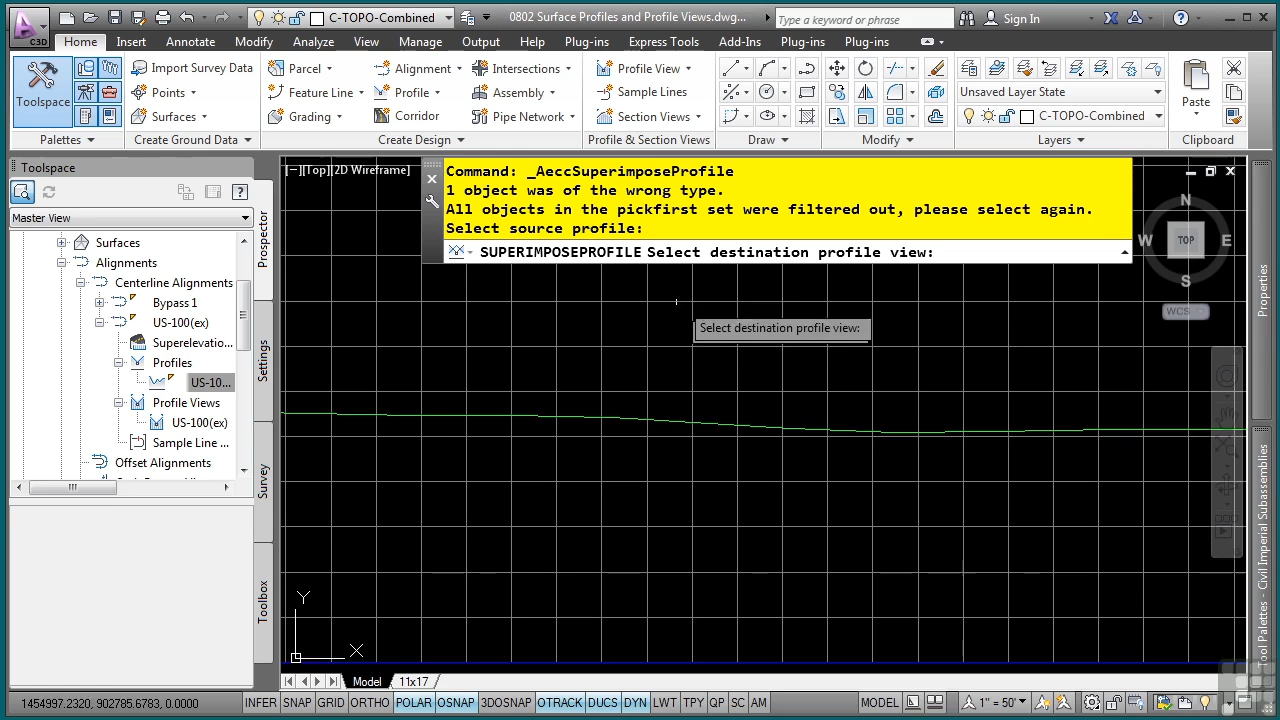 C-TOPO-Combined
0802 Surface Profiles and Profile Views.dwg...
Type a keyword or phrase
Sign In
C3D
Home Insert Annotate Modify Analyze View Manage Output Help Plug-ins Express Tools Add-Ins Plug-ins Plug-ins
Toolspace
Palettes
Import Survey Data
Points
Surfaces
Create Ground Data
Parcel
Feature Line
Grading
Alignment
Profile
Corridor
Intersections
Assembly
Pipe Network
Create Design
Profile View
Sample Lines
Section Views
Profile & Section Views
Draw
Modify
Unsaved Layer State
C-TOPO-Combined
Layers
Paste
Clipboard
Toolspace
Master View
Surfaces
Alignments
Centerline Alignments
Bypass 1
US-100(ex)
Superelevatio...
Profiles
US-10...
Profile Views
US-100(ex)
Sample Line ...
Offset Alignments
Prospector
Settings
Survey
Toolbox
[−][Top][2D Wireframe]
Command: _AeccSuperimposeProfile
1 object was of the wrong type.
All objects in the pickfirst set were filtered out, please select again.
Select source profile:
SUPERIMPOSEPROFILE Select destination profile view:
Select destination profile view:
N
W TOP E
S
WCS
Properties
Tool Palettes - Civil Imperial Subassemblies
Y
X
Model 11x17
1454997.2320, 902785.6783, 0.0000
INFER SNAP GRID ORTHO POLAR OSNAP 3DOSNAP OTRACK DUCS DYN LWT TPY QP SC AM
MODEL
1" = 50'